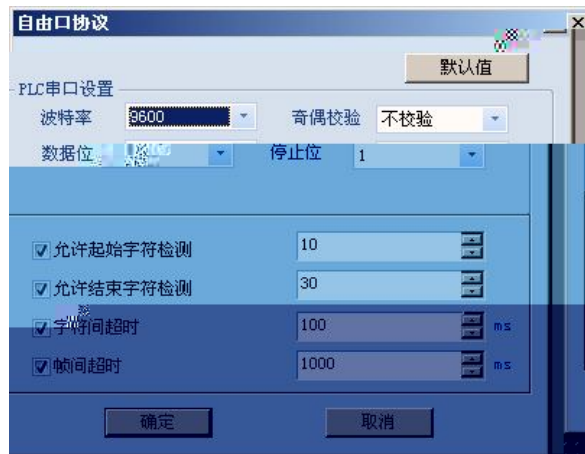 自由口协议
默认值
PLC串口设置
波特率 9600 奇偶校验 不校验
数据位 停止位 1
允许起始字符检测 10
允许结束字符检测 30
字符间超时 100 ms
帧间超时 1000 ms
确定 取消